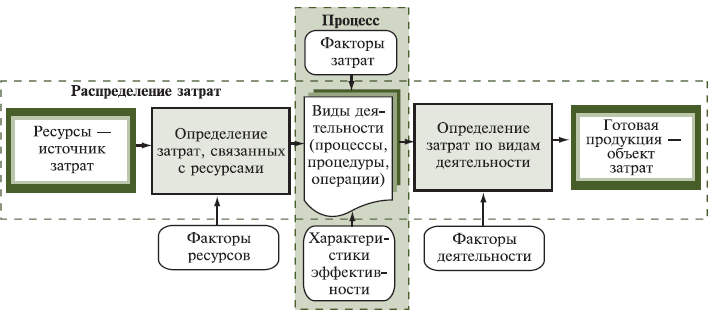 Процесс
Факторы
затрат
Распределение затрат
Ресурсы —
источник
затрат
Определение
затрат, связанных
с ресурсами
Виды дея-
тельности
(процессы,
процедуры,
операции)
Определение
затрат по видам
деятельности
Готовая
продукция —
объект
затрат
Факторы
ресурсов
Характери-
стики
эффектив-
ности
Факторы
деятельности